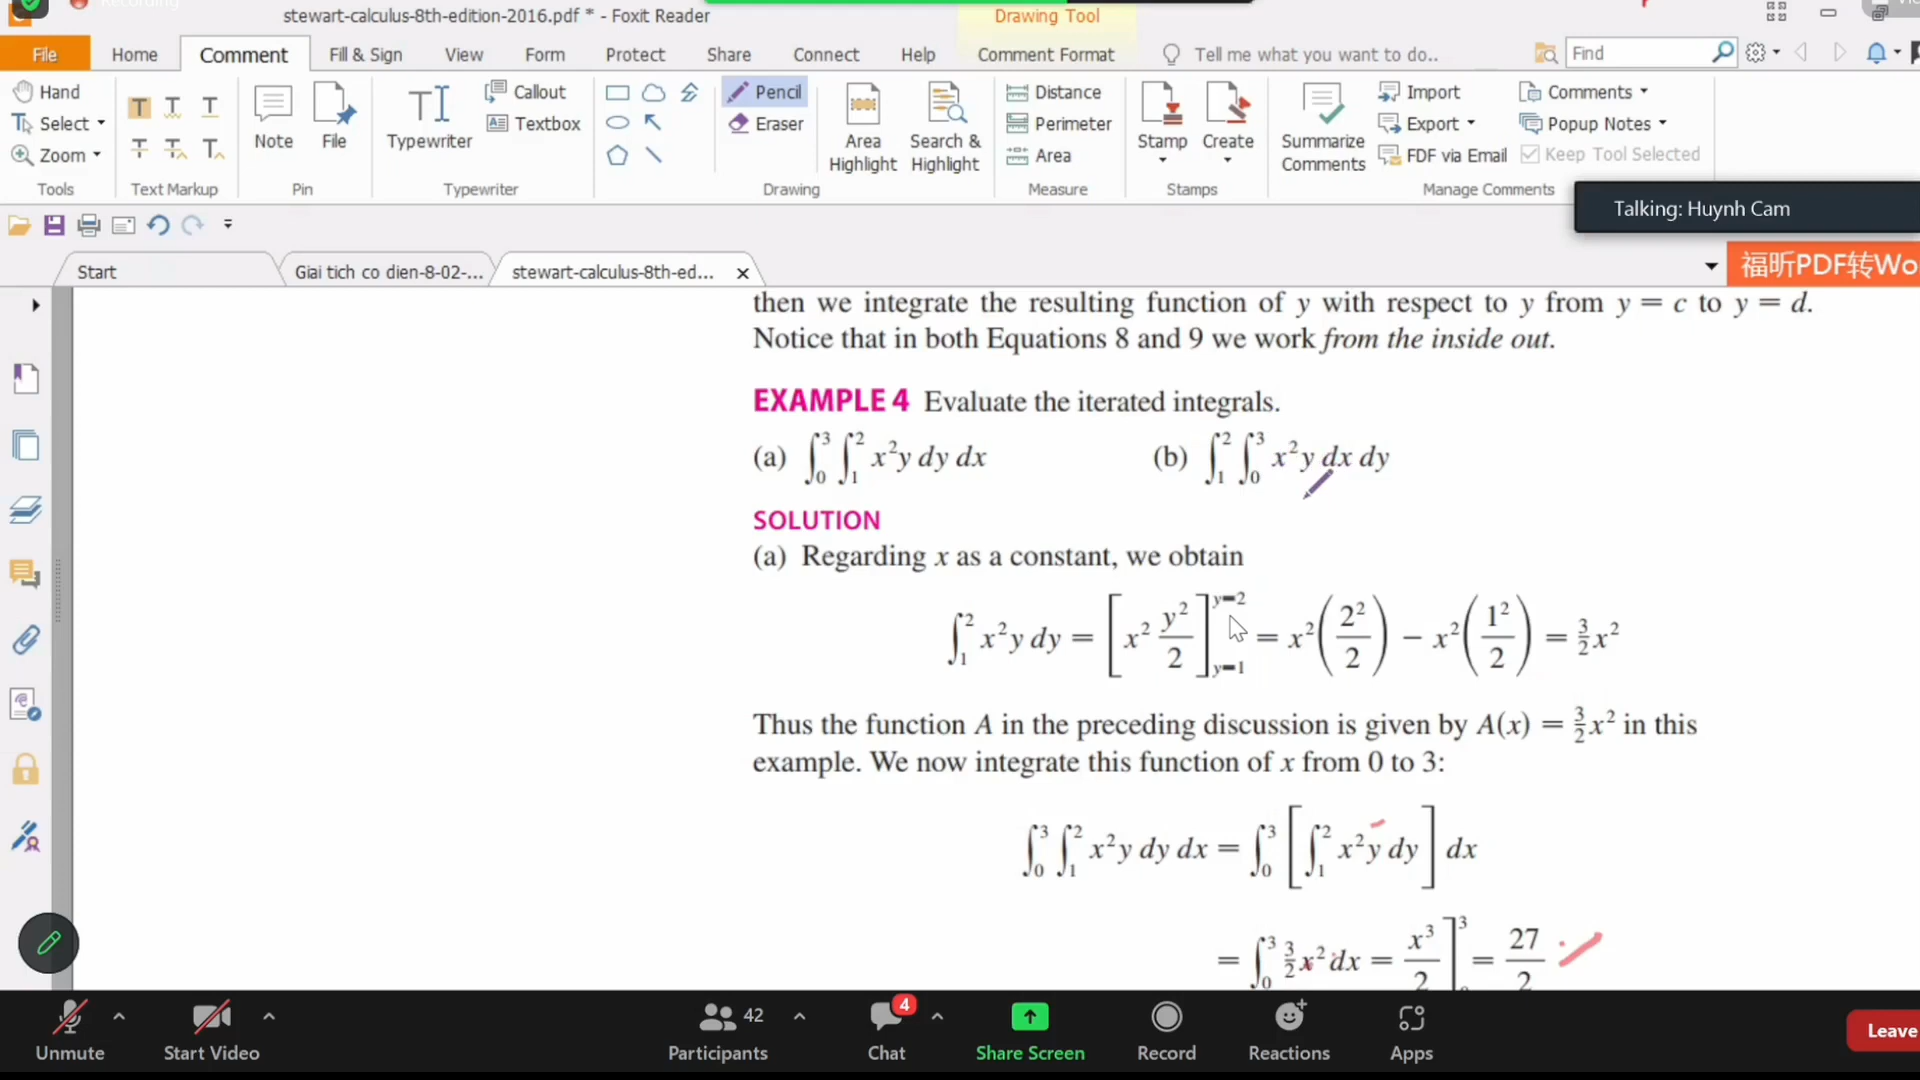 Recording
stewart-calculus-8th-edition-2016.pdf * - Foxit Reader
Drawing Tool
File Home Comment Fill & Sign View Form Protect Share Connect Help Comment Format Tell me what you want to do.. Find
Hand
Select
Zoom
Tools
Text Markup
Note File
Pin
Typewriter
Callout
Textbox
Typewriter
Pencil
Eraser
Area Highlight
Search & Highlight
Drawing
Distance
Perimeter
Area
Measure
Stamp Create
Stamps
Summarize Comments
Import
Export
FDF via Email
Comments
Popup Notes
Keep Tool Selected
Manage Comments
Talking: Huynh Cam
Start Giai tich co dien-8-02-... stewart-calculus-8th-ed... ×
福昕PDF转Wo
then we integrate the resulting function of y with respect to y from y = c to y = d.
Notice that in both Equations 8 and 9 we work from the inside out.
EXAMPLE 4 Evaluate the iterated integrals.
(a) ∫₀³ ∫₁² x²y dy dx (b) ∫₁² ∫₀³ x²y dx dy
SOLUTION
(a) Regarding x as a constant, we obtain
∫₁² x²y dy = [x² y²/2]_{y=1}^{y=2} = x²(2²/2) − x²(1²/2) = 3/2 x²
Thus the function A in the preceding discussion is given by A(x) = 3/2 x² in this
example. We now integrate this function of x from 0 to 3:
∫₀³ ∫₁² x²y dy dx = ∫₀³ [∫₁² x²y dy] dx
= ∫₀³ 3/2 x² dx = x³/2 ]³ = 27/2
Unmute Start Video 42 Participants 4 Chat Share Screen Record Reactions Apps Leave